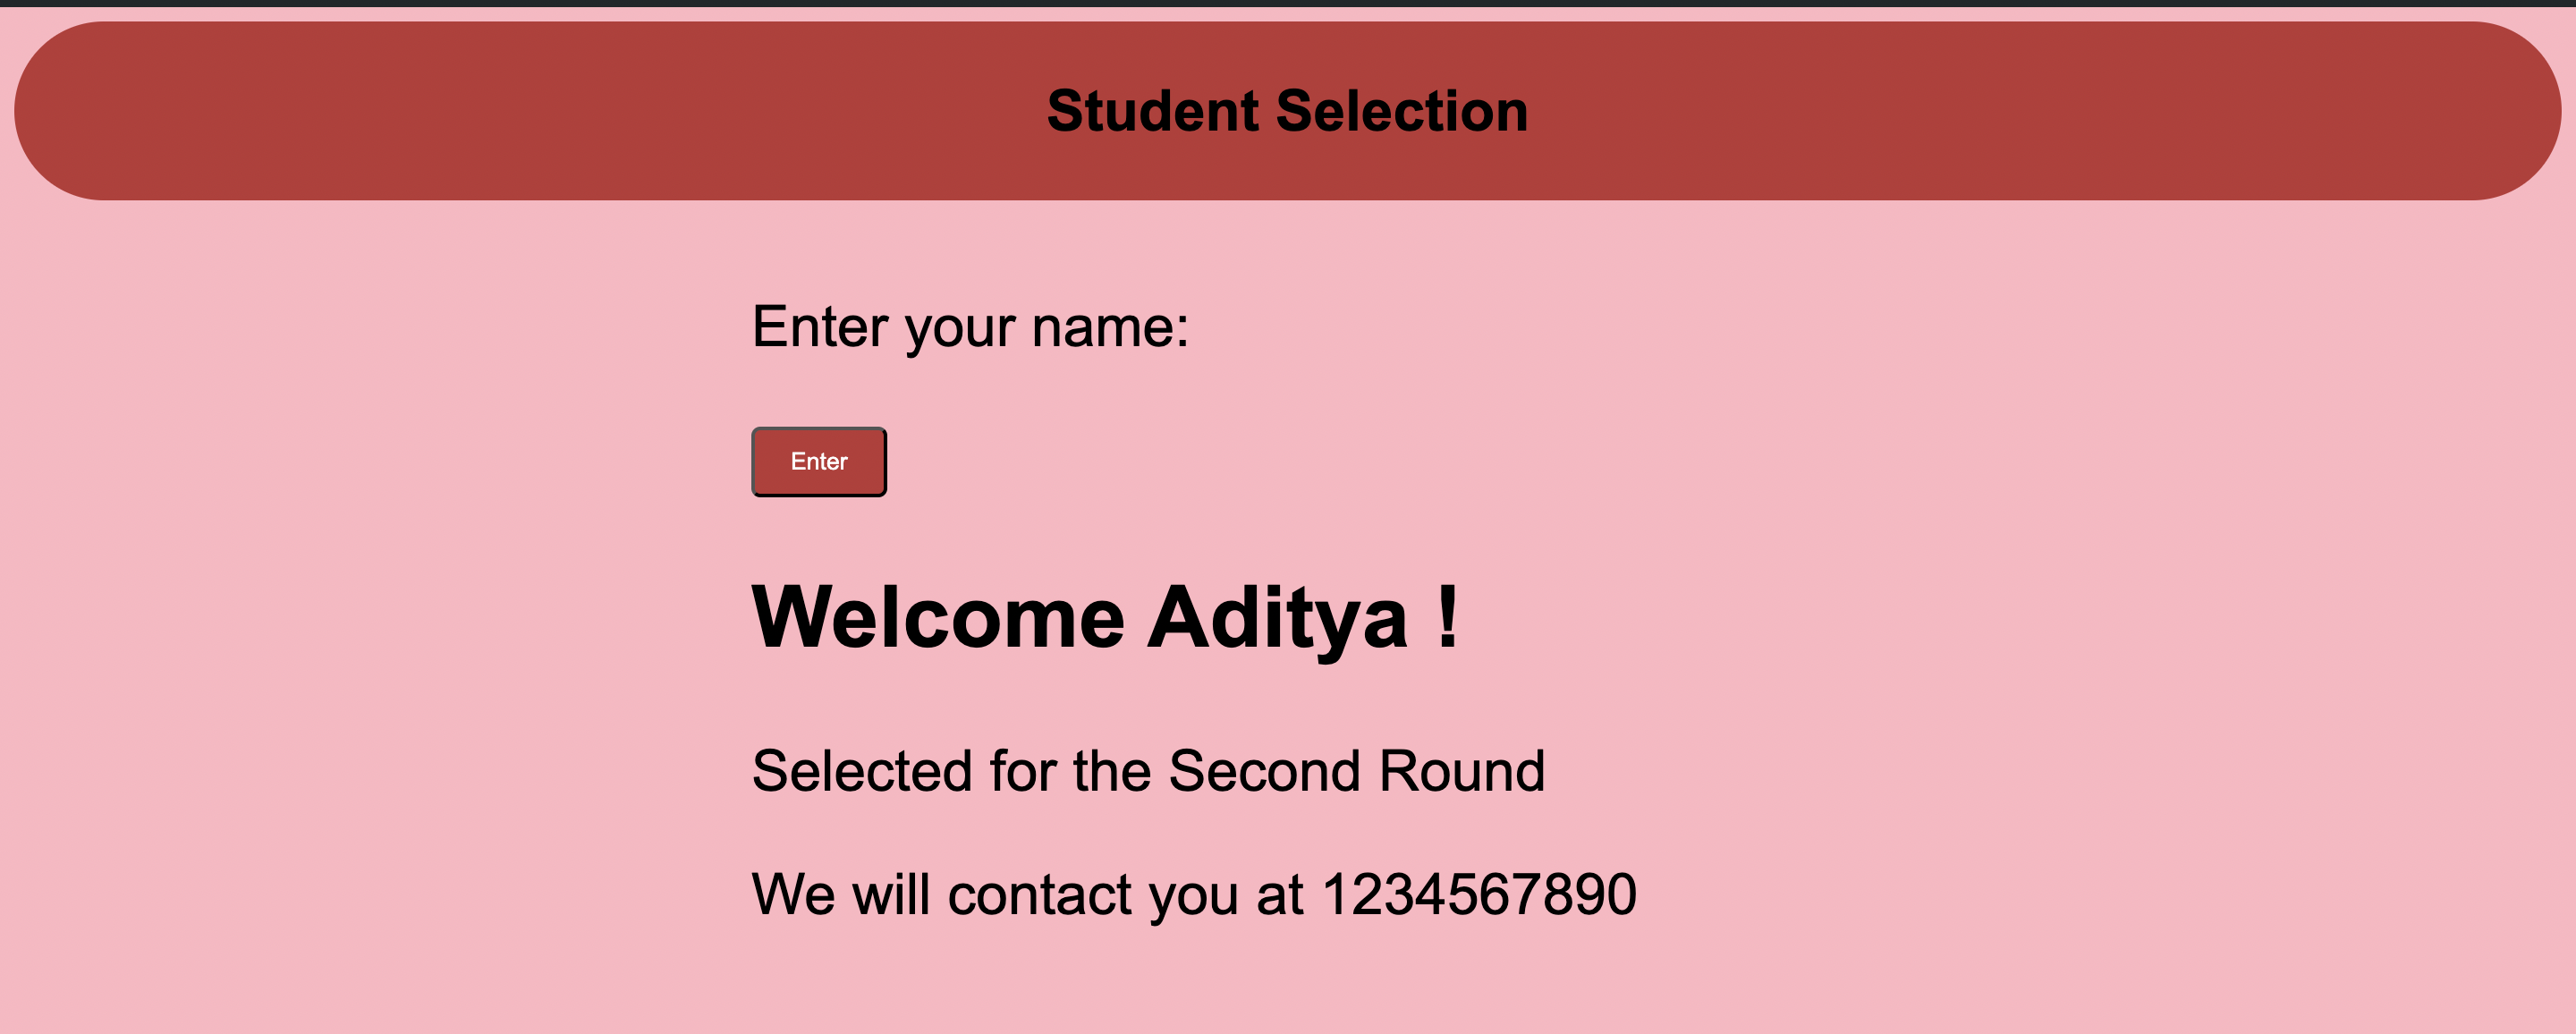 Student Selection
Enter your name:
Enter
Welcome Aditya !
Selected for the Second Round
We will contact you at 1234567890